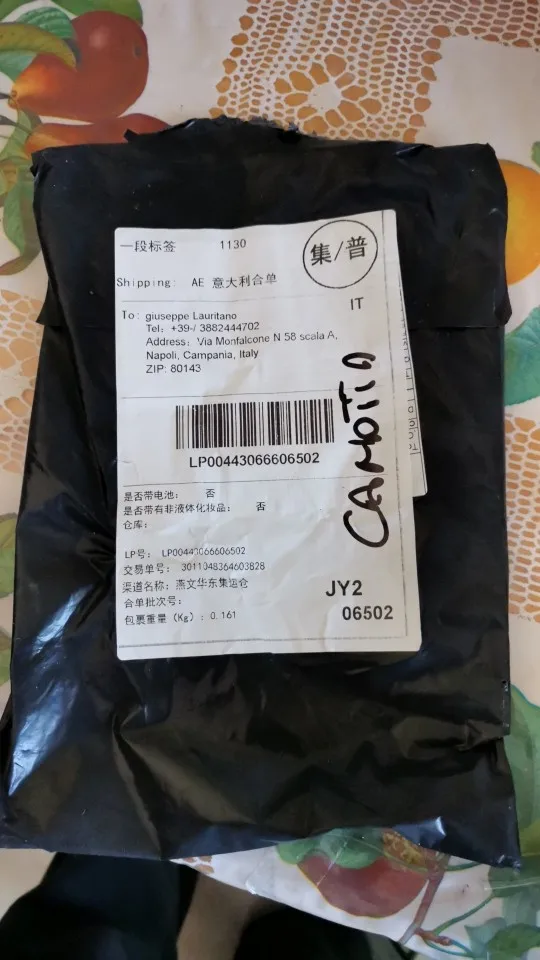 一段标签 1130
集/普
Shipping: AE 意大利合单
IT
To: giuseppe Lauritano
Tel: +39-/ 3882444702
Address: Via Monfalcone N 58 scala A,
Napoli, Campania, Italy
ZIP: 80143
LP00443066606502
是否带电池: 否
是否带有非液体化妆品: 否
仓库:
LP号: LP00443066606502
交易单号: 3011048364603828
渠道名称: 燕文华东集运仓
合单批次号:
包裹重量 (Kg): 0.161
JY2
06502